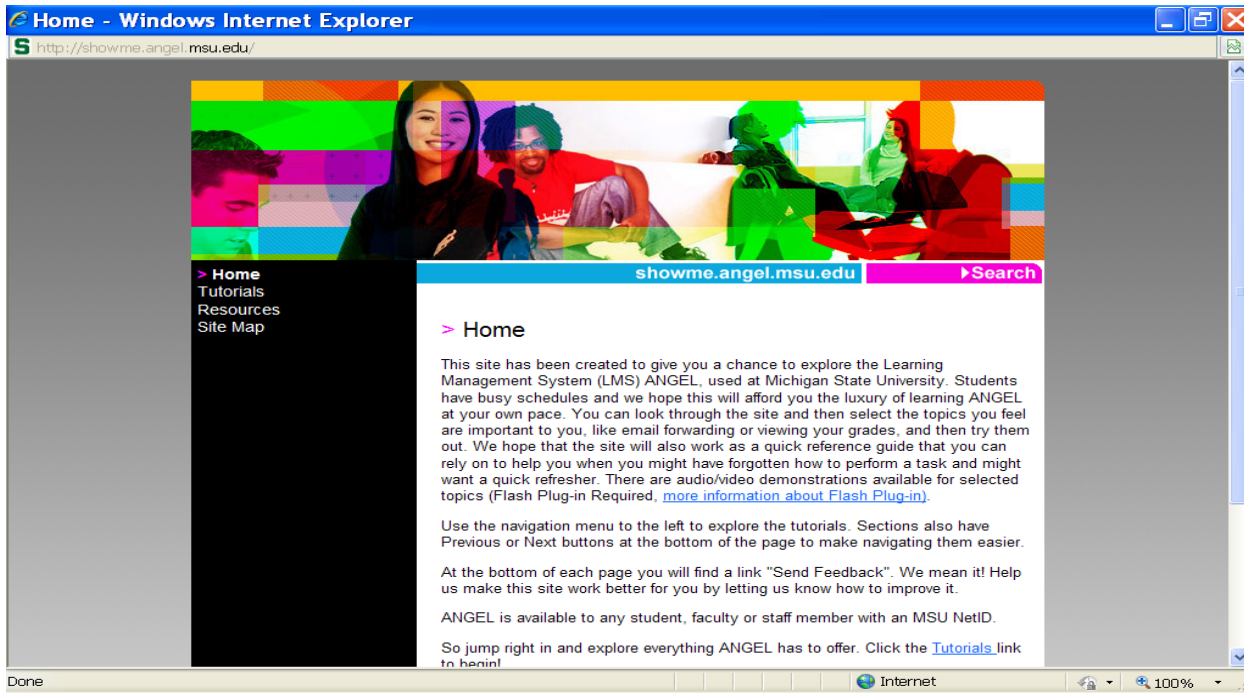 Home - Windows Internet Explorer
S http://showme.angel.msu.edu/
> Home
Tutorials
Resources
Site Map
showme.angel.msu.edu
Search
> Home
This site has been created to give you a chance to explore the Learning
Management System (LMS) ANGEL, used at Michigan State University. Students
have busy schedules and we hope this will afford you the luxury of learning ANGEL
at your own pace. You can look through the site and then select the topics you feel
are important to you, like email forwarding or viewing your grades, and then try them
out. We hope that the site will also work as a quick reference guide that you can
rely on to help you when you might have forgotten how to perform a task and might
want a quick refresher. There are audio/video demonstrations available for selected
topics (Flash Plug-in Required, more information about Flash Plug-in).
Use the navigation menu to the left to explore the tutorials. Sections also have
Previous or Next buttons at the bottom of the page to make navigating them easier.
At the bottom of each page you will find a link "Send Feedback". We mean it! Help
us make this site work better for you by letting us know how to improve it.
ANGEL is available to any student, faculty or staff member with an MSU NetID.
So jump right in and explore everything ANGEL has to offer. Click the Tutorials link
to begin!
Done
Internet
100%